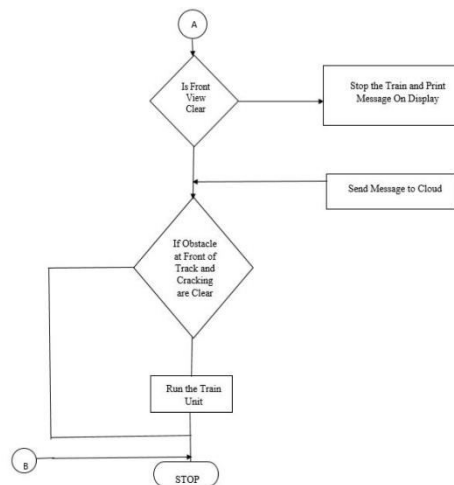 A
Is Front
View
Clear
Stop the Train and Print
Message On Display
Send Message to Cloud
If Obstacle
at Front of
Track and
Cracking
are Clear
Run the Train
Unit
B
STOP